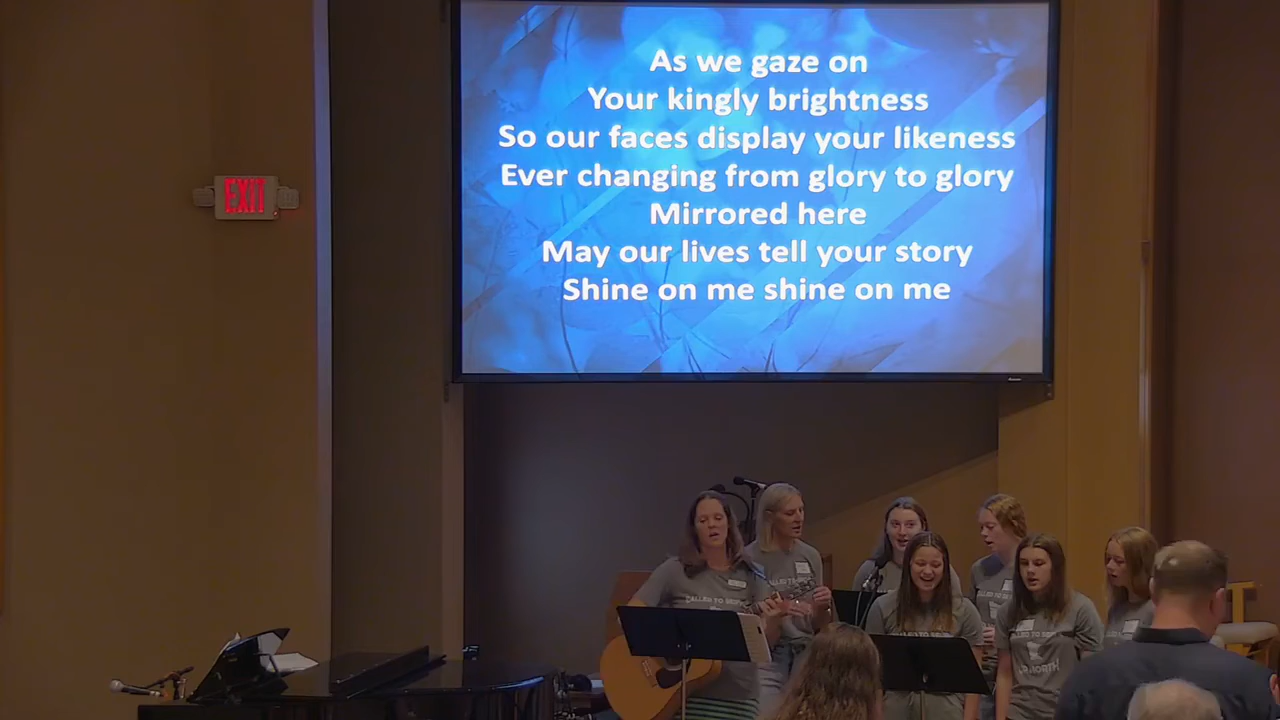 As we gaze on
Your kingly brightness
So our faces display your likeness
Ever changing from glory to glory
Mirrored here
May our lives tell your story
Shine on me shine on me
EXIT